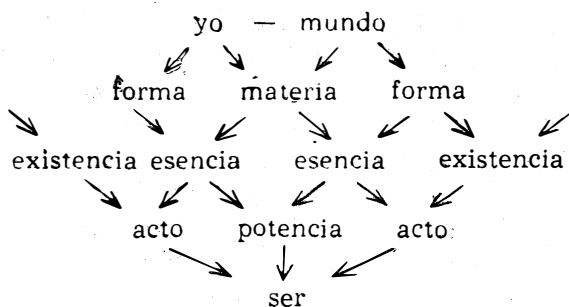 yo — mundo
forma materia forma
existencia esencia esencia existencia
acto potencia acto
ser